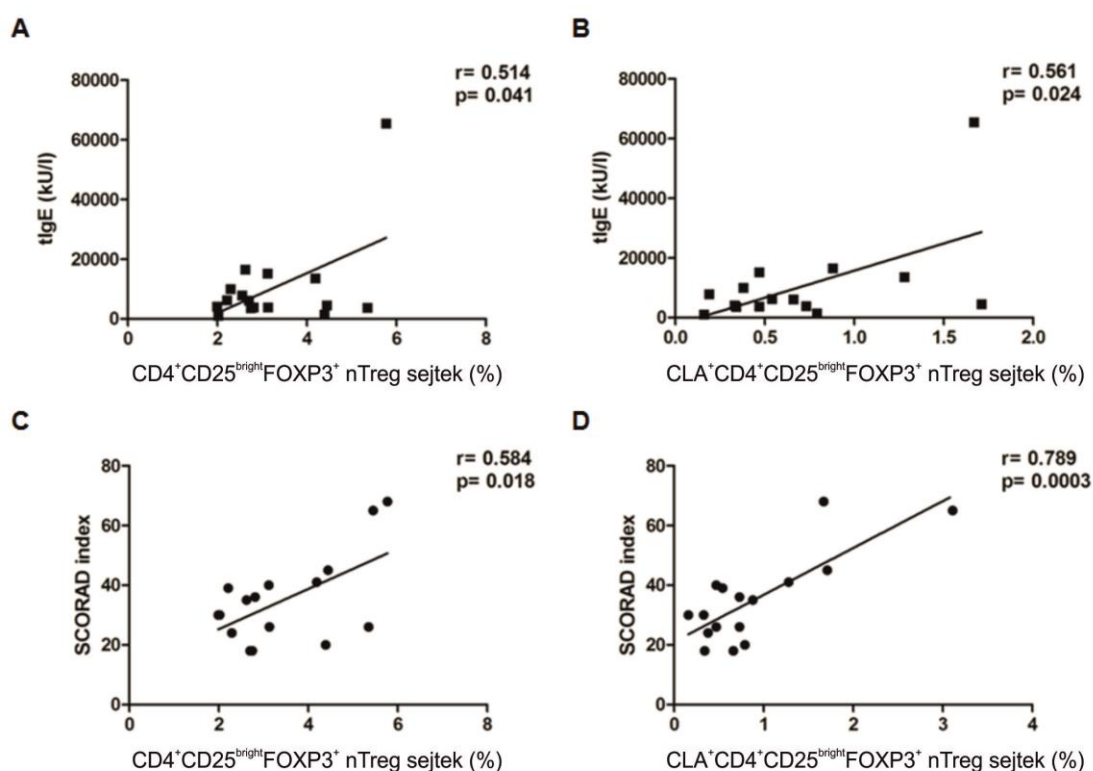 A
r= 0.514
p= 0.041
80000
60000
40000
20000
0
tIgE (kU/l)
0 2 4 6 8
CD4⁺CD25ᵇʳⁱᵍʰᵗFOXP3⁺ nTreg sejtek (%)
B
r= 0.561
p= 0.024
80000
60000
40000
20000
0
tIgE (kU/l)
0.0 0.5 1.0 1.5 2.0
CLA⁺CD4⁺CD25ᵇʳⁱᵍʰᵗFOXP3⁺ nTreg sejtek (%)
C
r= 0.584
p= 0.018
80
60
40
20
0
SCORAD index
0 2 4 6 8
CD4⁺CD25ᵇʳⁱᵍʰᵗFOXP3⁺ nTreg sejtek (%)
D
r= 0.789
p= 0.0003
80
60
40
20
0
SCORAD index
0 1 2 3 4
CLA⁺CD4⁺CD25ᵇʳⁱᵍʰᵗFOXP3⁺ nTreg sejtek (%)